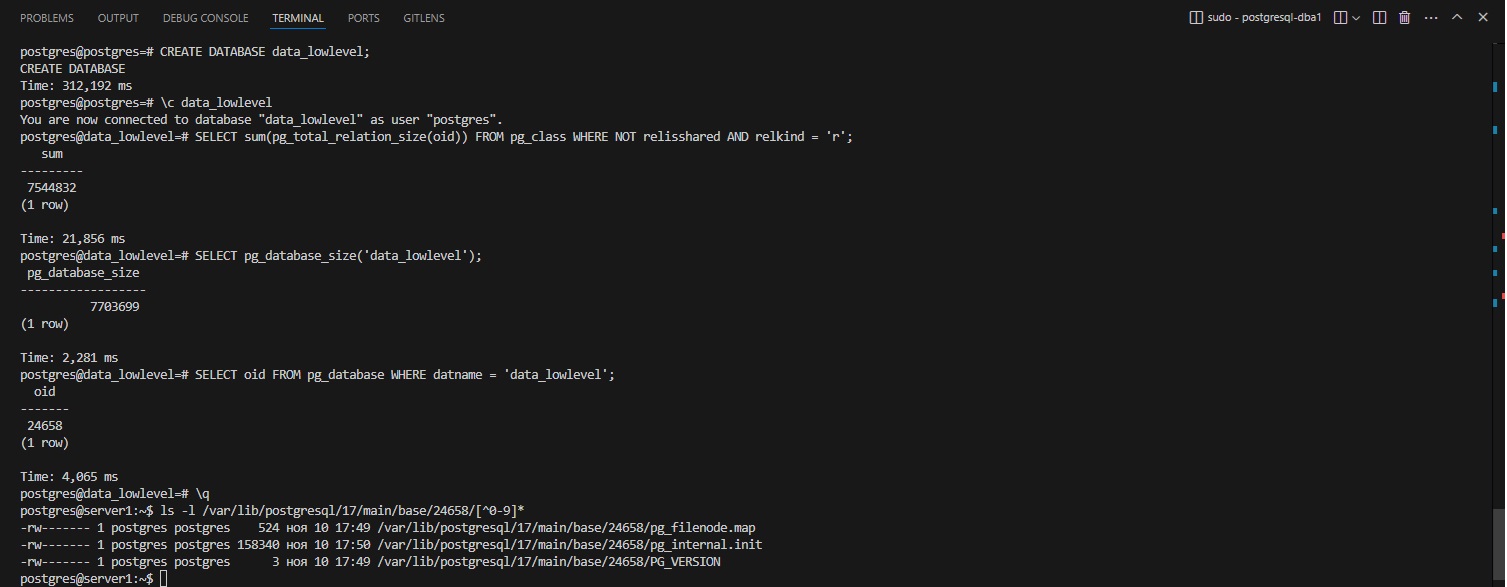 PROBLEMS OUTPUT DEBUG CONSOLE TERMINAL PORTS GITLENS sudo - postgresql-dba1
postgres@postgres=# CREATE DATABASE data_lowlevel;
CREATE DATABASE
Time: 312,192 ms
postgres@postgres=# \c data_lowlevel
You are now connected to database "data_lowlevel" as user "postgres".
postgres@data_lowlevel=# SELECT sum(pg_total_relation_size(oid)) FROM pg_class WHERE NOT relisshared AND relkind = 'r';
   sum
---------
 7544832
(1 row)

Time: 21,856 ms
postgres@data_lowlevel=# SELECT pg_database_size('data_lowlevel');
 pg_database_size
------------------
          7703699
(1 row)

Time: 2,281 ms
postgres@data_lowlevel=# SELECT oid FROM pg_database WHERE datname = 'data_lowlevel';
  oid
-------
 24658
(1 row)

Time: 4,065 ms
postgres@data_lowlevel=# \q
postgres@server1:~$ ls -l /var/lib/postgresql/17/main/base/24658/[^0-9]*
-rw------- 1 postgres postgres    524 ноя 10 17:49 /var/lib/postgresql/17/main/base/24658/pg_filenode.map
-rw------- 1 postgres postgres 158340 ноя 10 17:50 /var/lib/postgresql/17/main/base/24658/pg_internal.init
-rw------- 1 postgres postgres      3 ноя 10 17:49 /var/lib/postgresql/17/main/base/24658/PG_VERSION
postgres@server1:~$